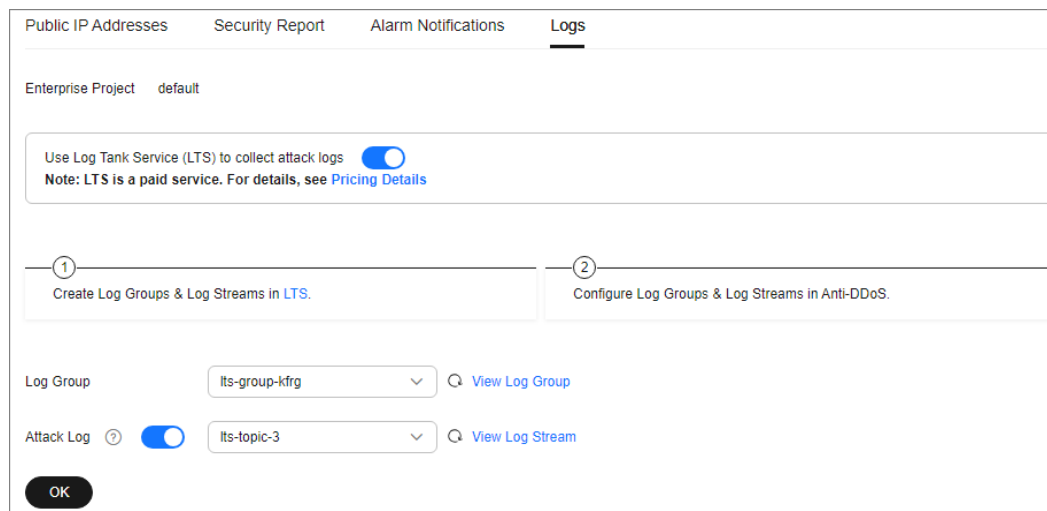 Public IP Addresses Security Report Alarm Notifications Logs
Enterprise Project default
Use Log Tank Service (LTS) to collect attack logs
Note: LTS is a paid service. For details, see Pricing Details
1 2
Create Log Groups & Log Streams in LTS. Configure Log Groups & Log Streams in Anti-DDoS.
Log Group lts-group-kfrg View Log Group
Attack Log ? lts-topic-3 View Log Stream
OK